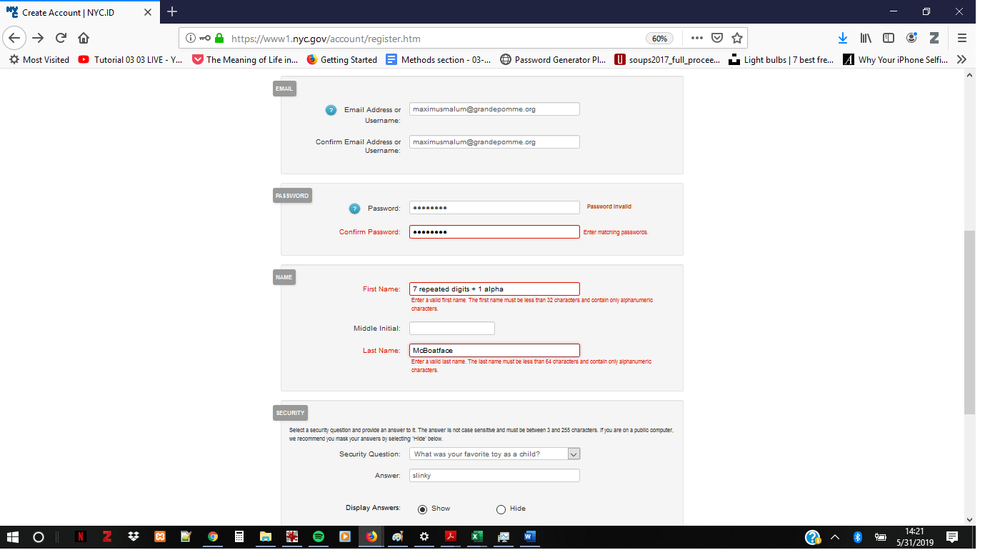 Create Account | NYC.ID
https://www1.nyc.gov/account/register.htm
60%
Most Visited
Tutorial 03 03 LIVE - Y...
The Meaning of Life in...
Getting Started
Methods section - 03-...
Password Generator Pl...
soups2017_full_procee...
Light bulbs | 7 best fre...
Why Your iPhone Selfi...
EMAIL
Email Address or
Username:
maximusmalum@grandepomme.org
Confirm Email Address or
Username:
maximusmalum@grandepomme.org
PASSWORD
Password:
Password Invalid
Confirm Password:
Enter matching passwords.
NAME
First Name:
7 repeated digits + 1 alpha
Enter a valid first name. The first name must be less than 32 characters and contain only alphanumeric
characters.
Middle Initial:
Last Name:
McBoatface
Enter a valid last name. The last name must be less than 64 characters and contain only alphanumeric
characters.
SECURITY
Select a security question and provide an answer to it. The answer is not case sensitive and must be between 3 and 255 characters. If you are on a public computer,
we recommend you mask your answers by selecting 'Hide' below.
Security Question:
What was your favorite toy as a child?
Answer:
slinky
Display Answers:
Show
Hide
14:21
5/31/2019